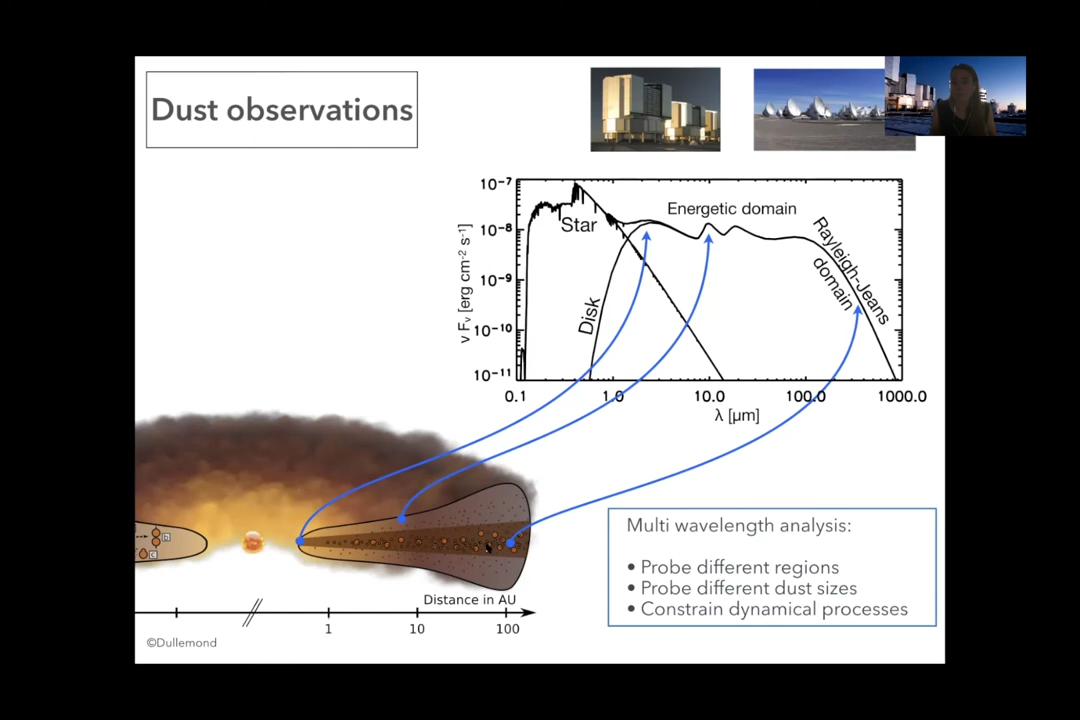 Dust observations
10⁻⁷
10⁻⁸
10⁻⁹
10⁻¹⁰
10⁻¹¹
ν Fᵥ [erg cm⁻² s⁻¹]
Star
Disk
Energetic domain
Rayleigh-Jeans
domain
0.1 1.0 10.0 100.0 1000.0
λ [µm]
b
c
Distance in AU
1 10 100
©Dullemond
Multi wavelength analysis:
• Probe different regions
• Probe different dust sizes
• Constrain dynamical processes